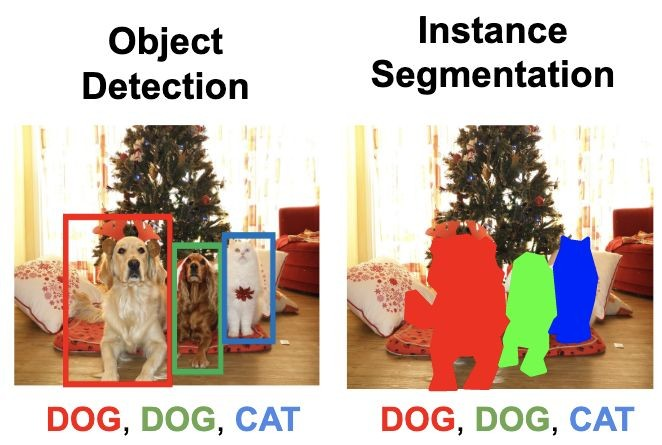 Object
Detection
Instance
Segmentation
DOG, DOG, CAT
DOG, DOG, CAT